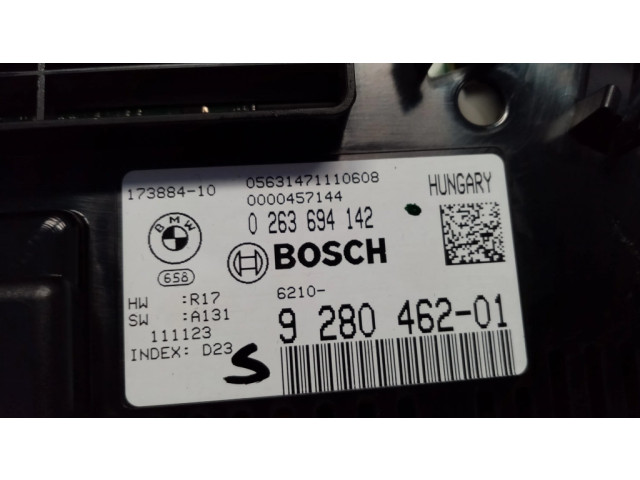 173884-10
05631471110608
0000457144
0 263 694 142
HUNGARY
BMW
BOSCH
658
6210-
9 280 462-01
HW :R17
SW :A131
111123
INDEX: D23
S